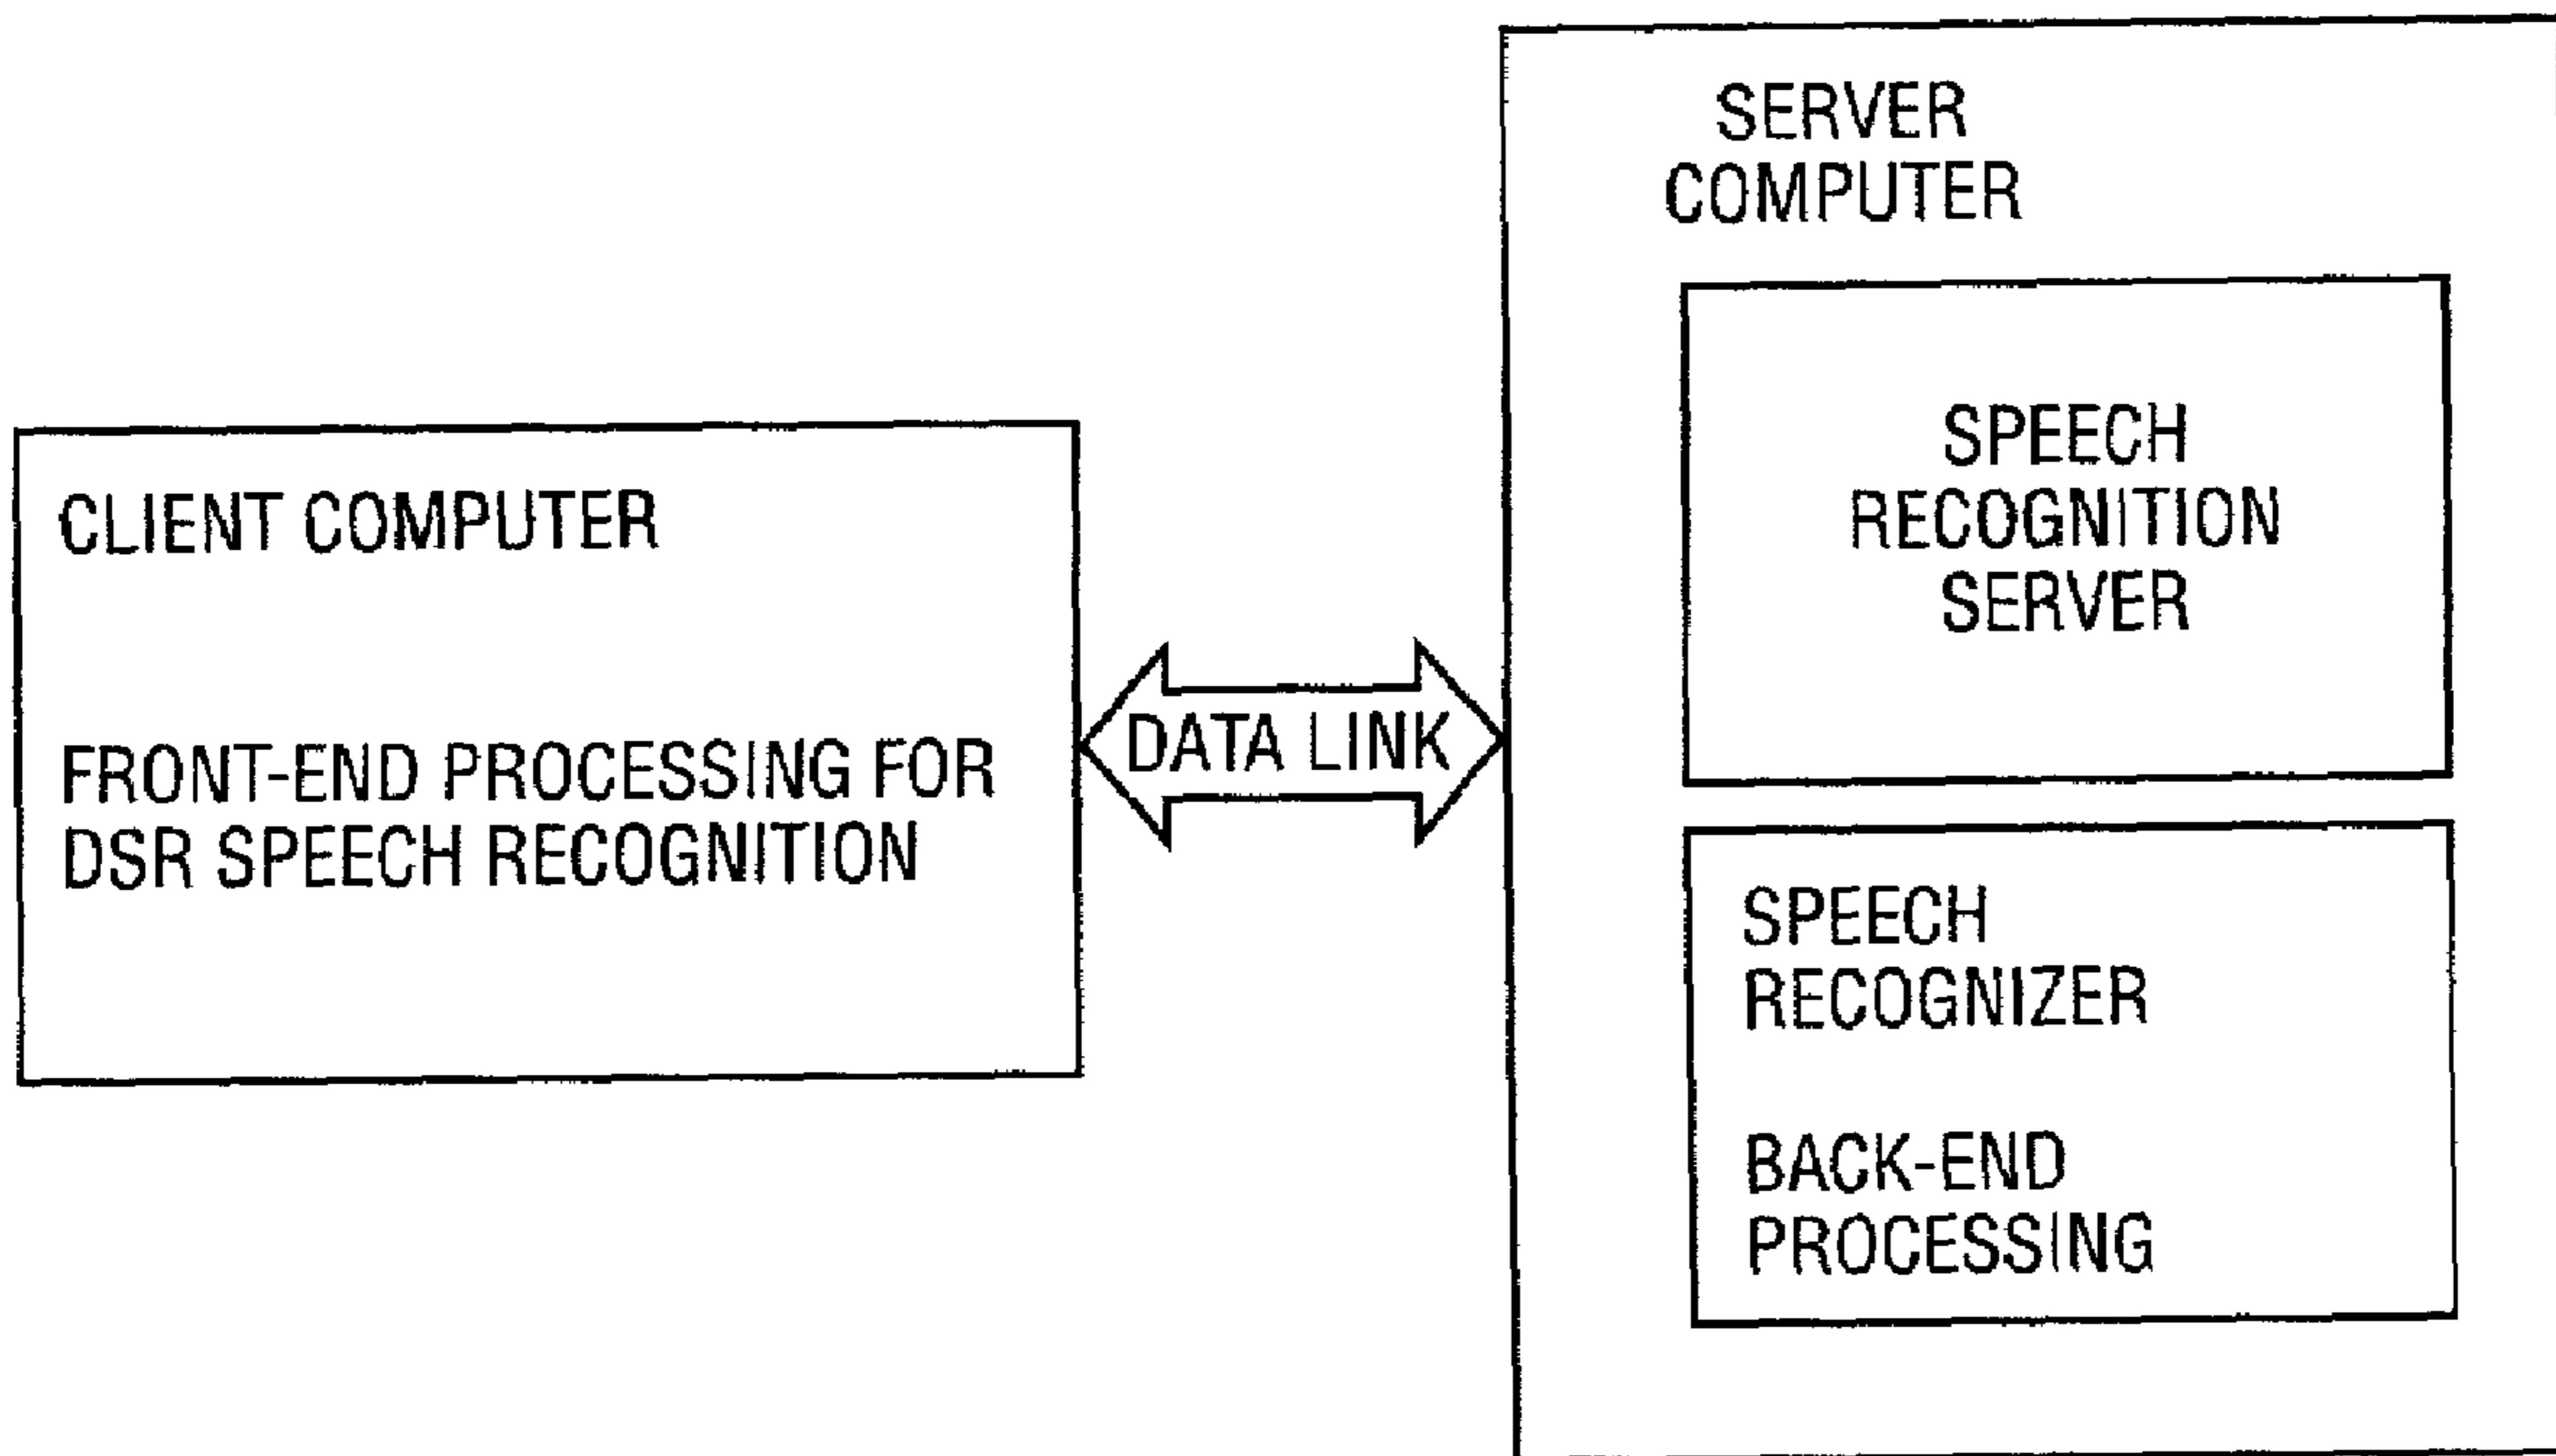 CLIENT COMPUTER
FRONT-END PROCESSING FOR
DSR SPEECH RECOGNITION
DATA LINK
SERVER
COMPUTER
SPEECH
RECOGNITION
SERVER
SPEECH
RECOGNIZER
BACK-END
PROCESSING